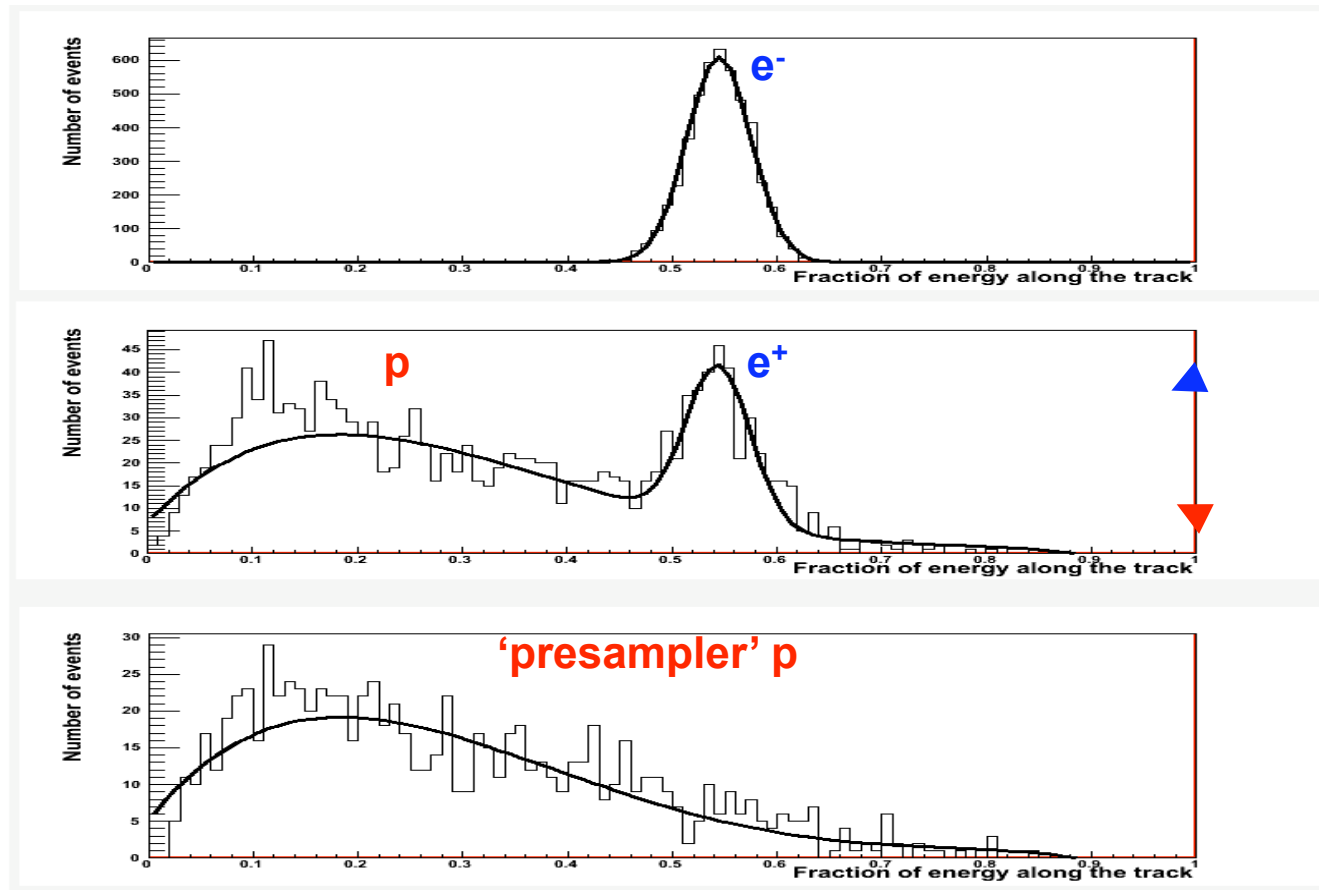 Number of events
600
500
400
300
200
100
0
e-
0 0.1 0.2 0.3 0.4 0.5 0.6 0.7 0.8 0.9 1
Fraction of energy along the track
Number of events
45
40
35
30
25
20
15
10
5
0
p
e+
0 0.1 0.2 0.3 0.4 0.5 0.6 0.7 0.8 0.9 1
Fraction of energy along the track
Number of events
30
25
20
15
10
5
0
‘presampler’ p
0 0.1 0.2 0.3 0.4 0.5 0.6 0.7 0.8 0.9 1
Fraction of energy along the track